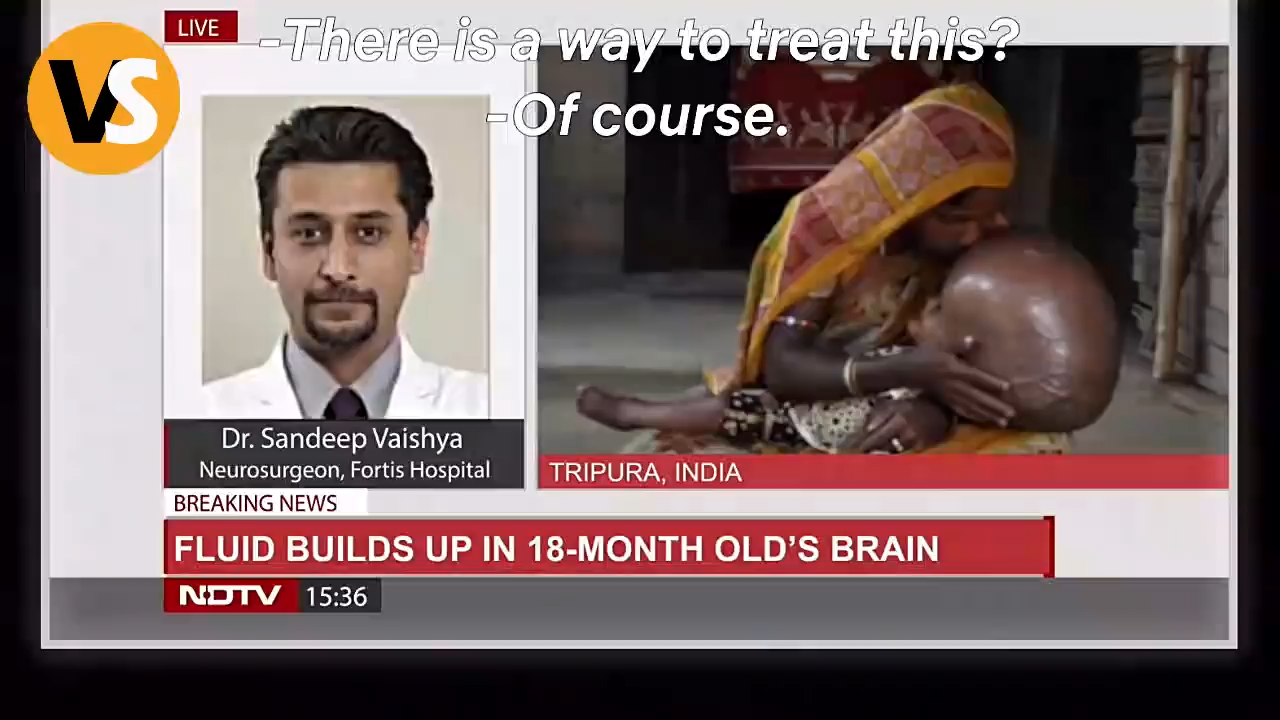 LIVE
-There is a way to treat this?
-Of course.
VS
Dr. Sandeep Vaishya
Neurosurgeon, Fortis Hospital
TRIPURA, INDIA
BREAKING NEWS
FLUID BUILDS UP IN 18-MONTH OLD'S BRAIN
NDTV 15:36